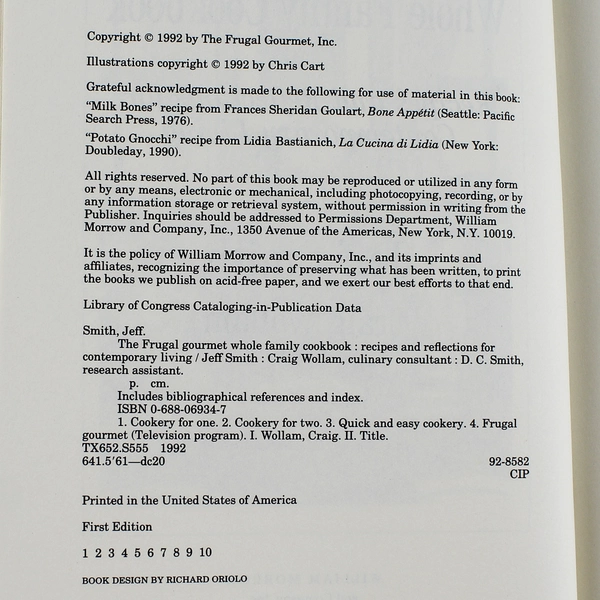 Copyright © 1992 by The Frugal Gourmet, Inc.
Illustrations copyright © 1992 by Chris Cart
Grateful acknowledgment is made to the following for use of material in this book:
“Milk Bones” recipe from Frances Sheridan Goulart, Bone Appétit (Seattle: Pacific
Search Press, 1976).
“Potato Gnocchi” recipe from Lidia Bastianich, La Cucina di Lidia (New York:
Doubleday, 1990).
All rights reserved. No part of this book may be reproduced or utilized in any form
or by any means, electronic or mechanical, including photocopying, recording, or by
any information storage or retrieval system, without permission in writing from the
Publisher. Inquiries should be addressed to Permissions Department, William
Morrow and Company, Inc., 1350 Avenue of the Americas, New York, N.Y. 10019.
It is the policy of William Morrow and Company, Inc., and its imprints and
affiliates, recognizing the importance of preserving what has been written, to print
the books we publish on acid-free paper, and we exert our best efforts to that end.
Library of Congress Cataloging-in-Publication Data
Smith, Jeff.
The Frugal gourmet whole family cookbook : recipes and reflections for
contemporary living / Jeff Smith : Craig Wollam, culinary consultant : D. C. Smith,
research assistant.
p. cm.
Includes bibliographical references and index.
ISBN 0-688-06934-7
1. Cookery for one. 2. Cookery for two. 3. Quick and easy cookery. 4. Frugal
gourmet (Television program). I. Wollam, Craig. II. Title.
TX652.S555 1992
641.5′61—dc20 92-8582
CIP
Printed in the United States of America
First Edition
1 2 3 4 5 6 7 8 9 10
BOOK DESIGN BY RICHARD ORIOLO